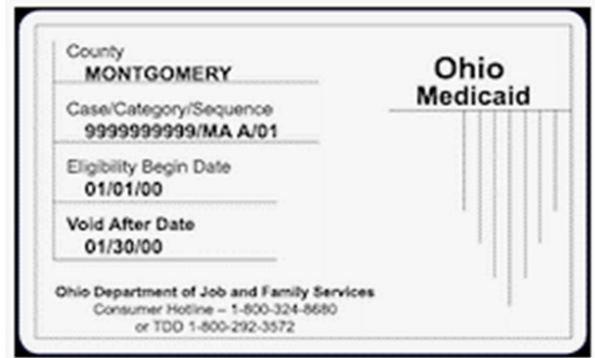 County
MONTGOMERY
Ohio
Medicaid
Case/Category/Sequence
9999999999/MA A/01
Eligibility Begin Date
01/01/00
Void After Date
01/30/00
Ohio Department of Job and Family Services
Consumer Hotline – 1-800-324-8680
or TDD 1-800-292-3572